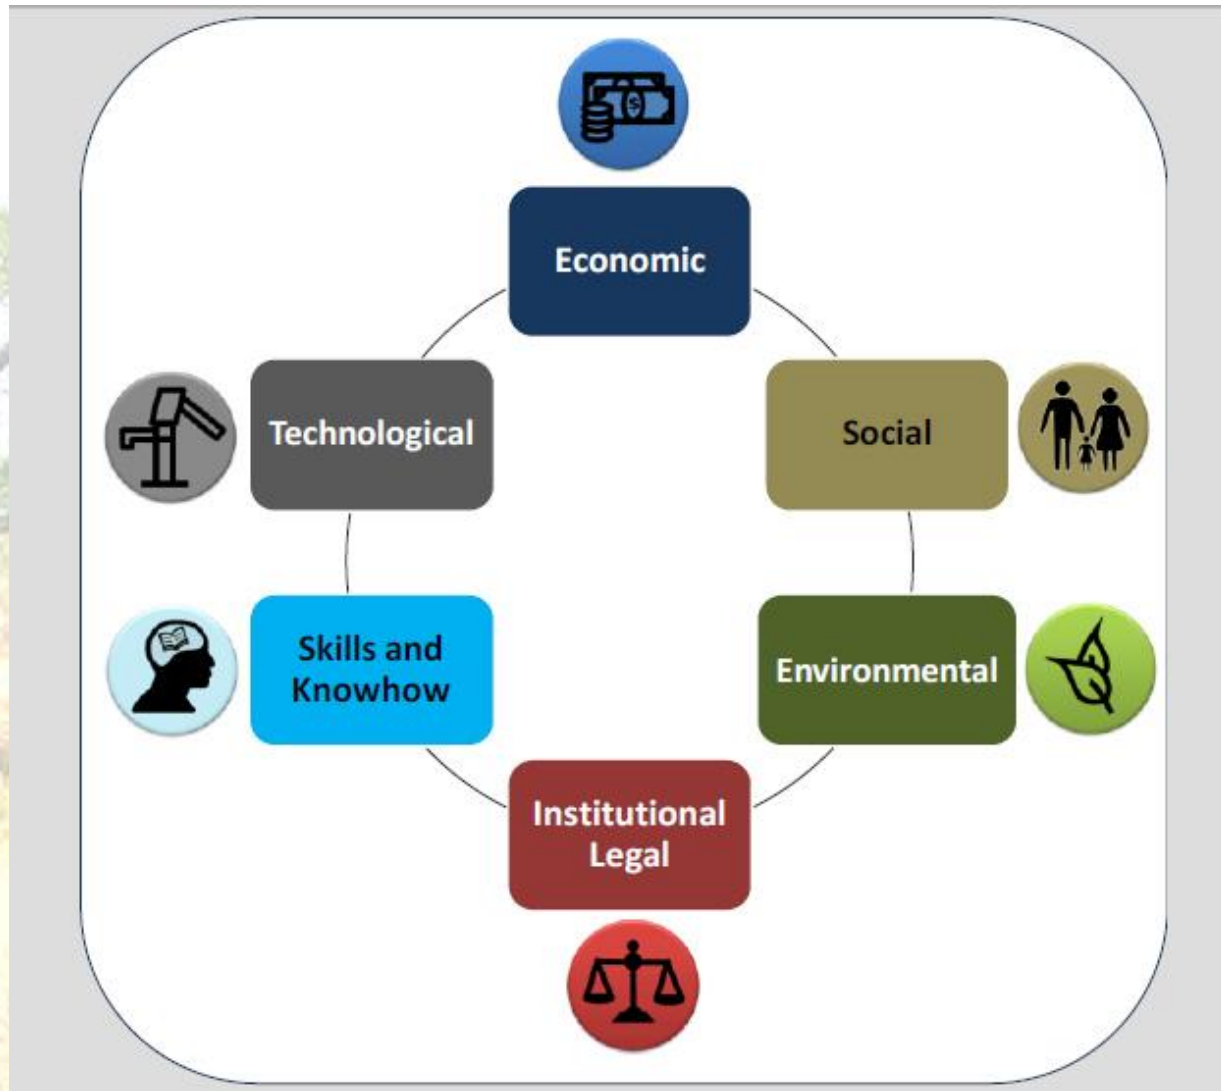 Economic
Technological
Social
Skills and
Knowhow
Environmental
Institutional
Legal
$